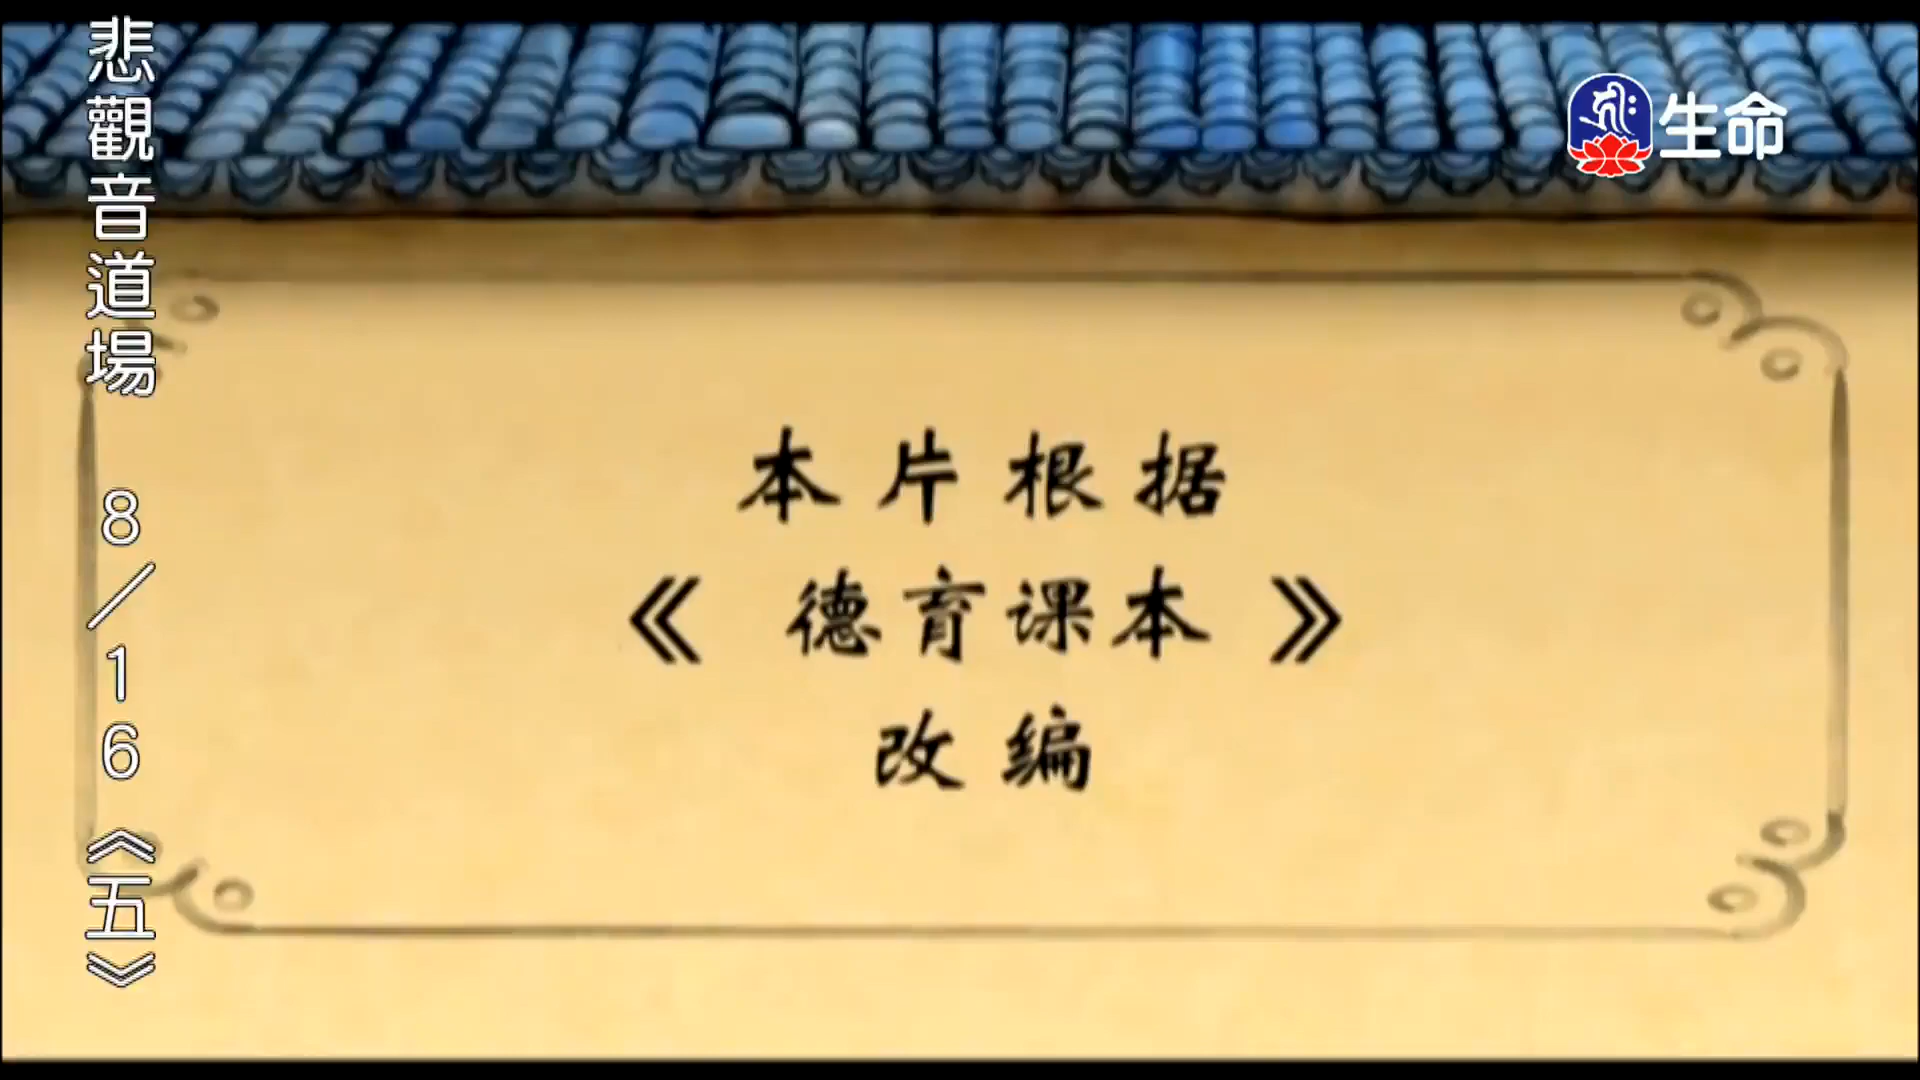 悲觀音道場 8/16《五》
生命
本片根据
《德育课本》
改编